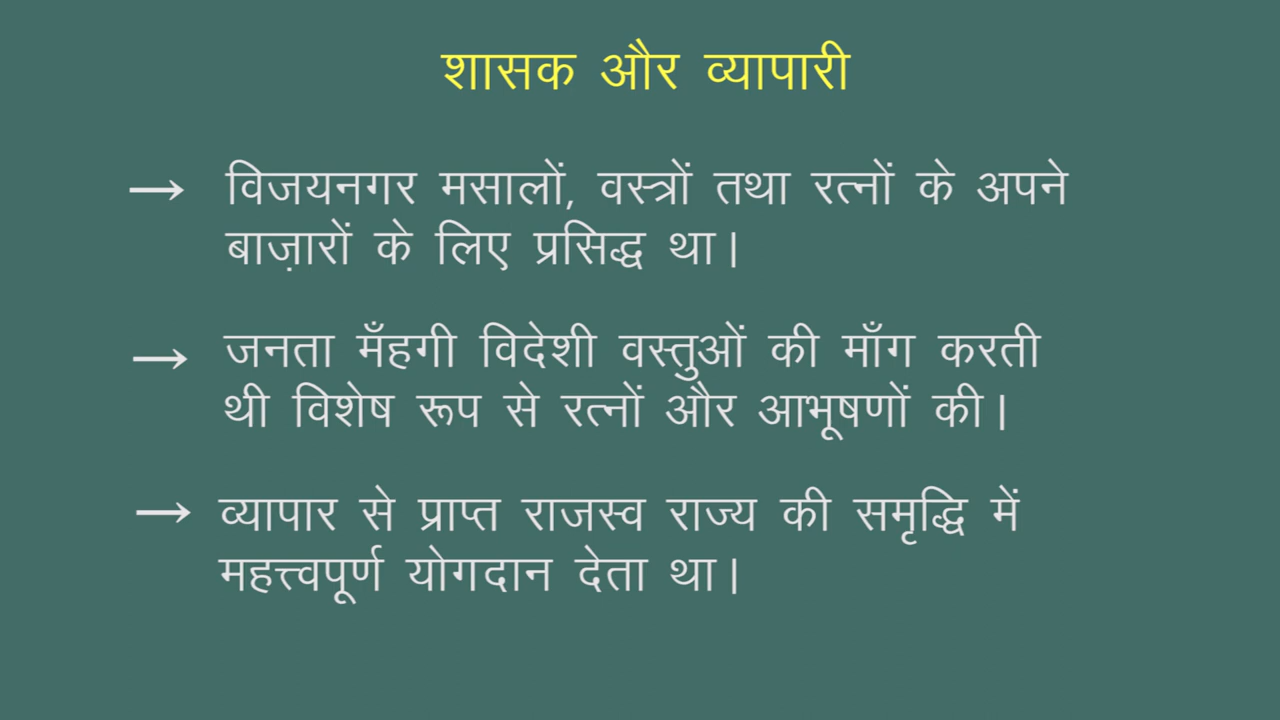 शासक और व्यापारी
→ विजयनगर मसालों, वस्त्रों तथा रत्नों के अपने
बाज़ारों के लिए प्रसिद्ध था।
→ जनता मँहगी विदेशी वस्तुओं की माँग करती
थी विशेष रूप से रत्नों और आभूषणों की।
→ व्यापार से प्राप्त राजस्व राज्य की समृद्धि में
महत्त्वपूर्ण योगदान देता था।